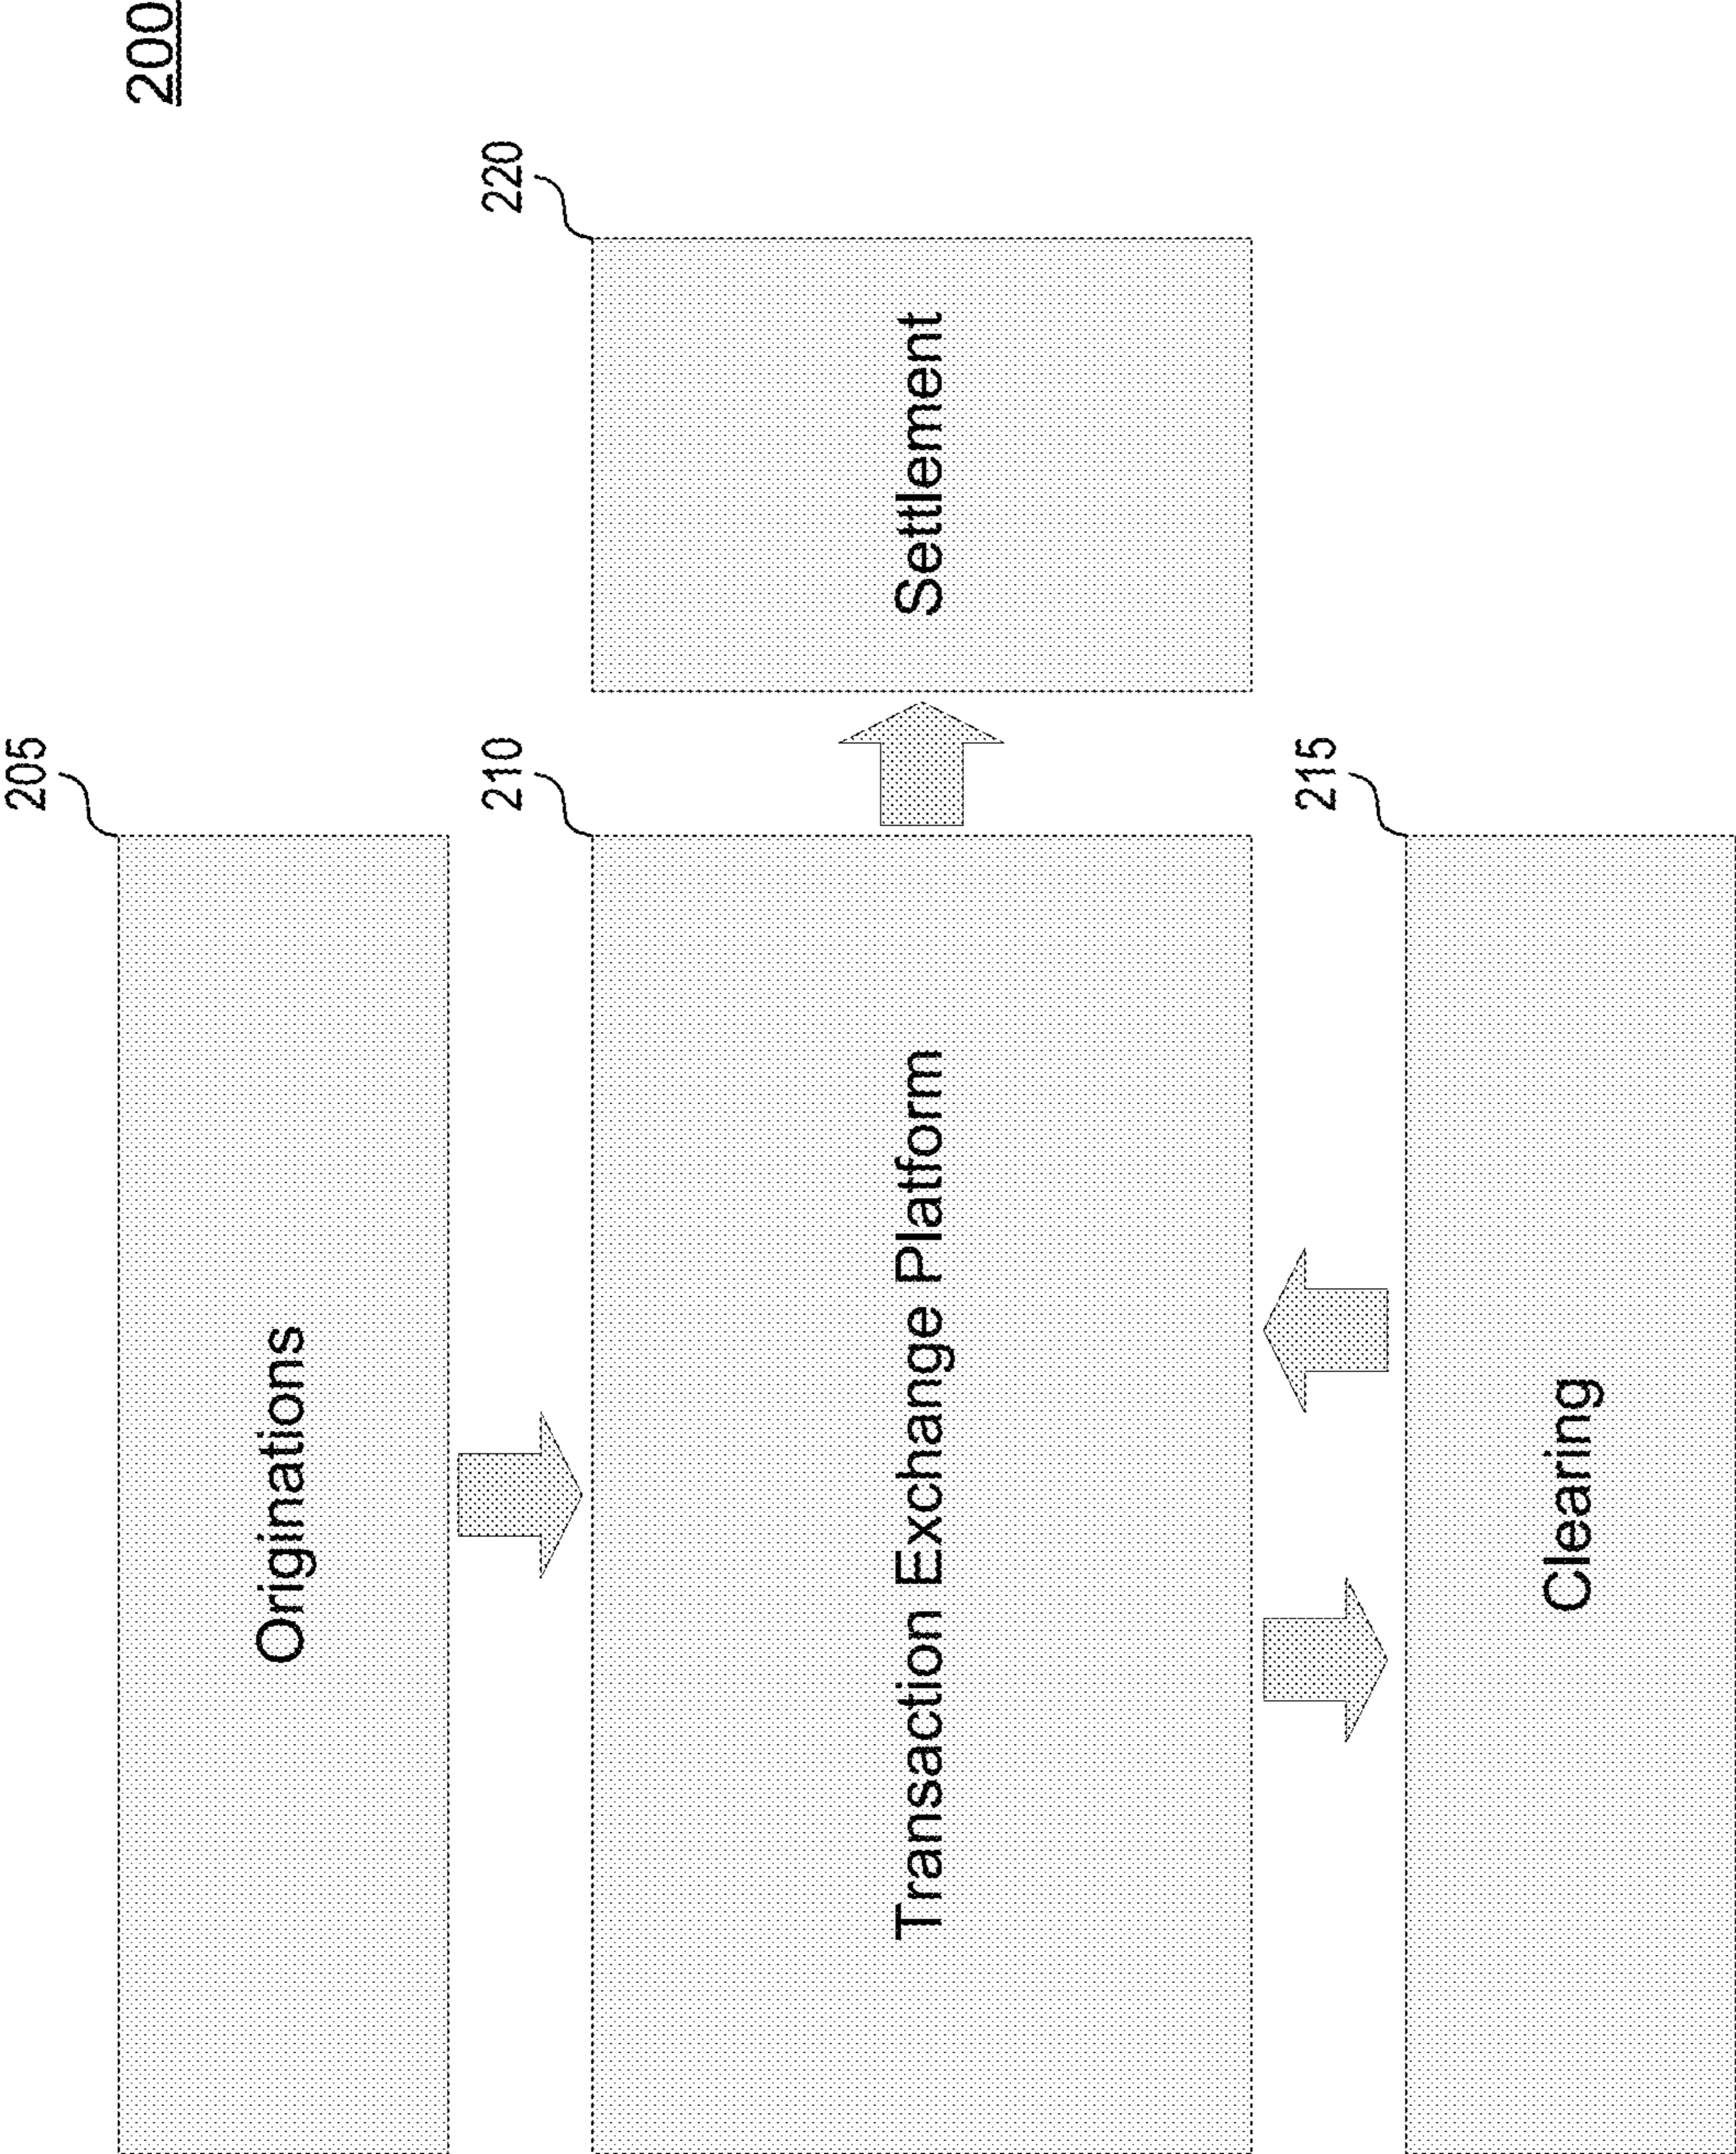 200
205
Originations
210
Transaction Exchange Platform
220
Settlement
215
Clearing